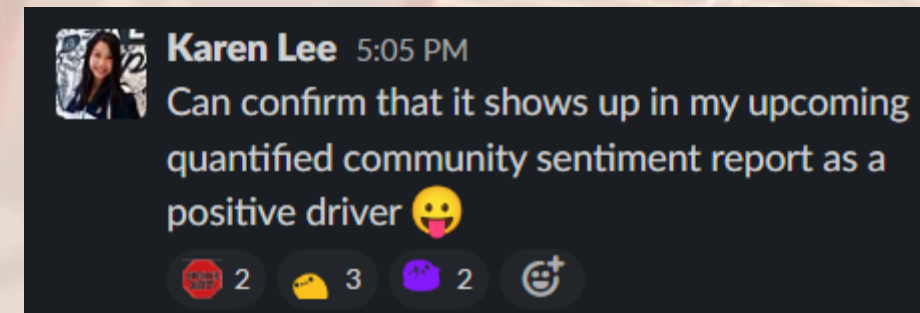 Karen Lee 5:05 PM
Can confirm that it shows up in my upcoming
quantified community sentiment report as a
positive driver 😛
2 3 2